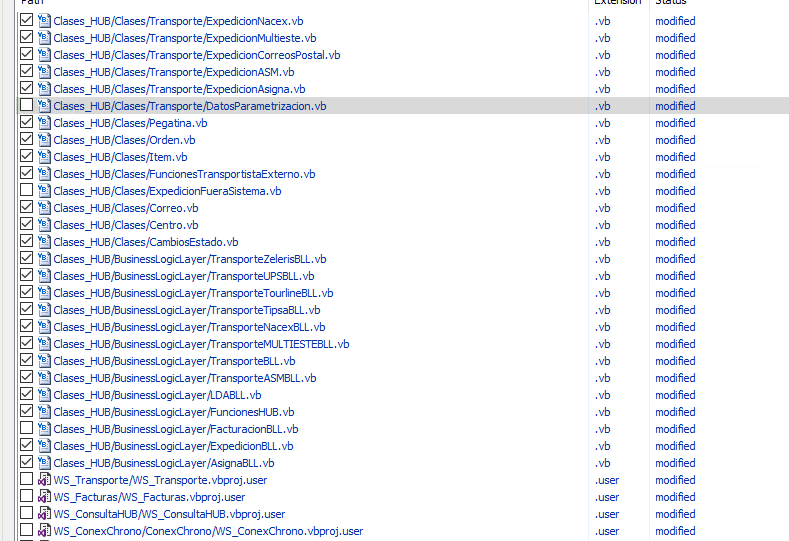 Path Extension Status
Clases_HUB/Clases/Transporte/ExpedicionNacex.vb .vb modified
Clases_HUB/Clases/Transporte/ExpedicionMultieste.vb .vb modified
Clases_HUB/Clases/Transporte/ExpedicionCorreosPostal.vb .vb modified
Clases_HUB/Clases/Transporte/ExpedicionASM.vb .vb modified
Clases_HUB/Clases/Transporte/ExpedicionAsigna.vb .vb modified
Clases_HUB/Clases/Transporte/DatosParametrizacion.vb .vb modified
Clases_HUB/Clases/Pegatina.vb .vb modified
Clases_HUB/Clases/Orden.vb .vb modified
Clases_HUB/Clases/Item.vb .vb modified
Clases_HUB/Clases/FuncionesTransportistaExterno.vb .vb modified
Clases_HUB/Clases/ExpedicionFueraSistema.vb .vb modified
Clases_HUB/Clases/Correo.vb .vb modified
Clases_HUB/Clases/Centro.vb .vb modified
Clases_HUB/Clases/CambiosEstado.vb .vb modified
Clases_HUB/BusinessLogicLayer/TransporteZelerisBLL.vb .vb modified
Clases_HUB/BusinessLogicLayer/TransporteUPSBLL.vb .vb modified
Clases_HUB/BusinessLogicLayer/TransporteTourlineBLL.vb .vb modified
Clases_HUB/BusinessLogicLayer/TransporteTipsaBLL.vb .vb modified
Clases_HUB/BusinessLogicLayer/TransporteNacexBLL.vb .vb modified
Clases_HUB/BusinessLogicLayer/TransporteMULTIESTEBLL.vb .vb modified
Clases_HUB/BusinessLogicLayer/TransporteBLL.vb .vb modified
Clases_HUB/BusinessLogicLayer/TransporteASMBLL.vb .vb modified
Clases_HUB/BusinessLogicLayer/LDABLL.vb .vb modified
Clases_HUB/BusinessLogicLayer/FuncionesHUB.vb .vb modified
Clases_HUB/BusinessLogicLayer/FacturacionBLL.vb .vb modified
Clases_HUB/BusinessLogicLayer/ExpedicionBLL.vb .vb modified
Clases_HUB/BusinessLogicLayer/AsignaBLL.vb .vb modified
WS_Transporte/WS_Transporte.vbproj.user .user modified
WS_Facturas/WS_Facturas.vbproj.user .user modified
WS_ConsultaHUB/WS_ConsultaHUB.vbproj.user .user modified
WS_ConexChrono/ConexChrono/WS_ConexChrono.vbproj.user .user modified